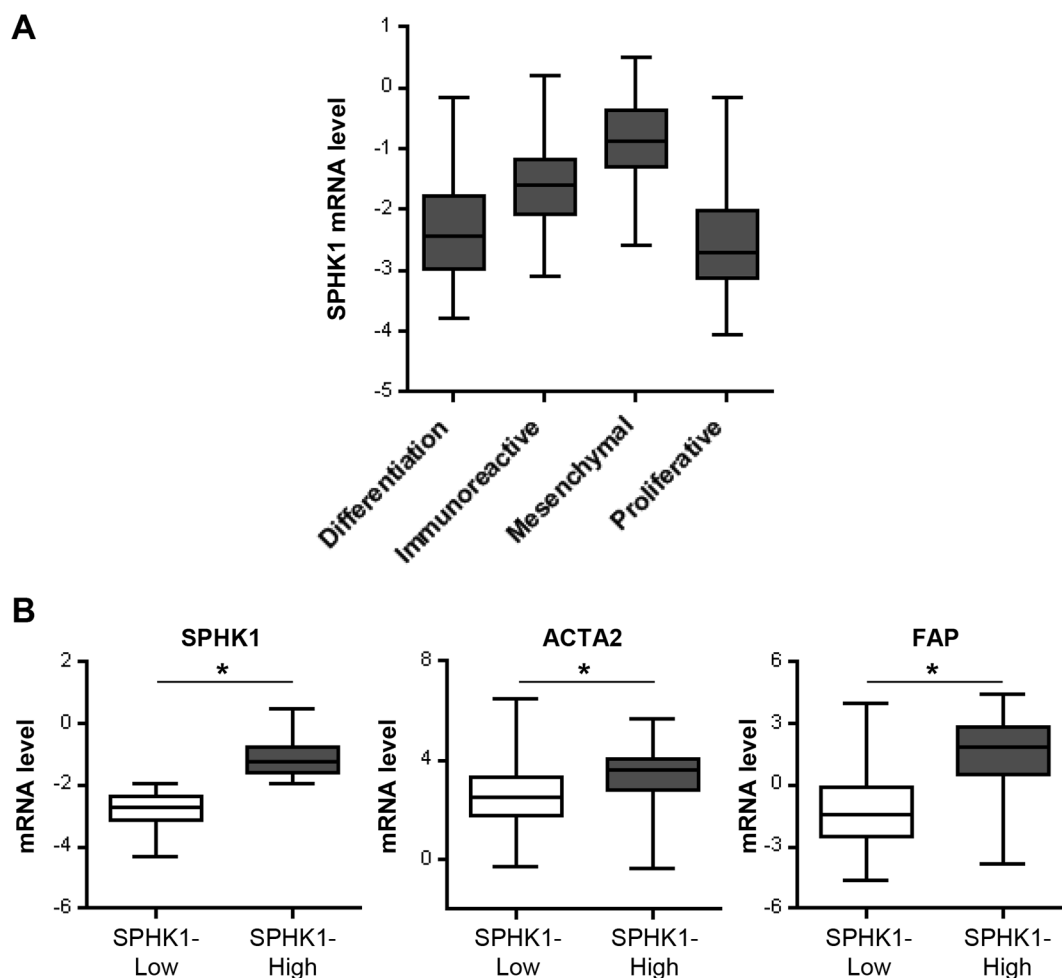 A
SPHK1 mRNA level
1
0
-1
-2
-3
-4
-5
Differentiation
Immunoreactive
Mesenchymal
Proliferative
B
SPHK1
*
mRNA level
2
0
-2
-4
-6
SPHK1-
Low
SPHK1-
High
ACTA2
*
mRNA level
8
4
0
SPHK1-
Low
SPHK1-
High
FAP
*
mRNA level
6
3
0
-3
-6
SPHK1-
Low
SPHK1-
High